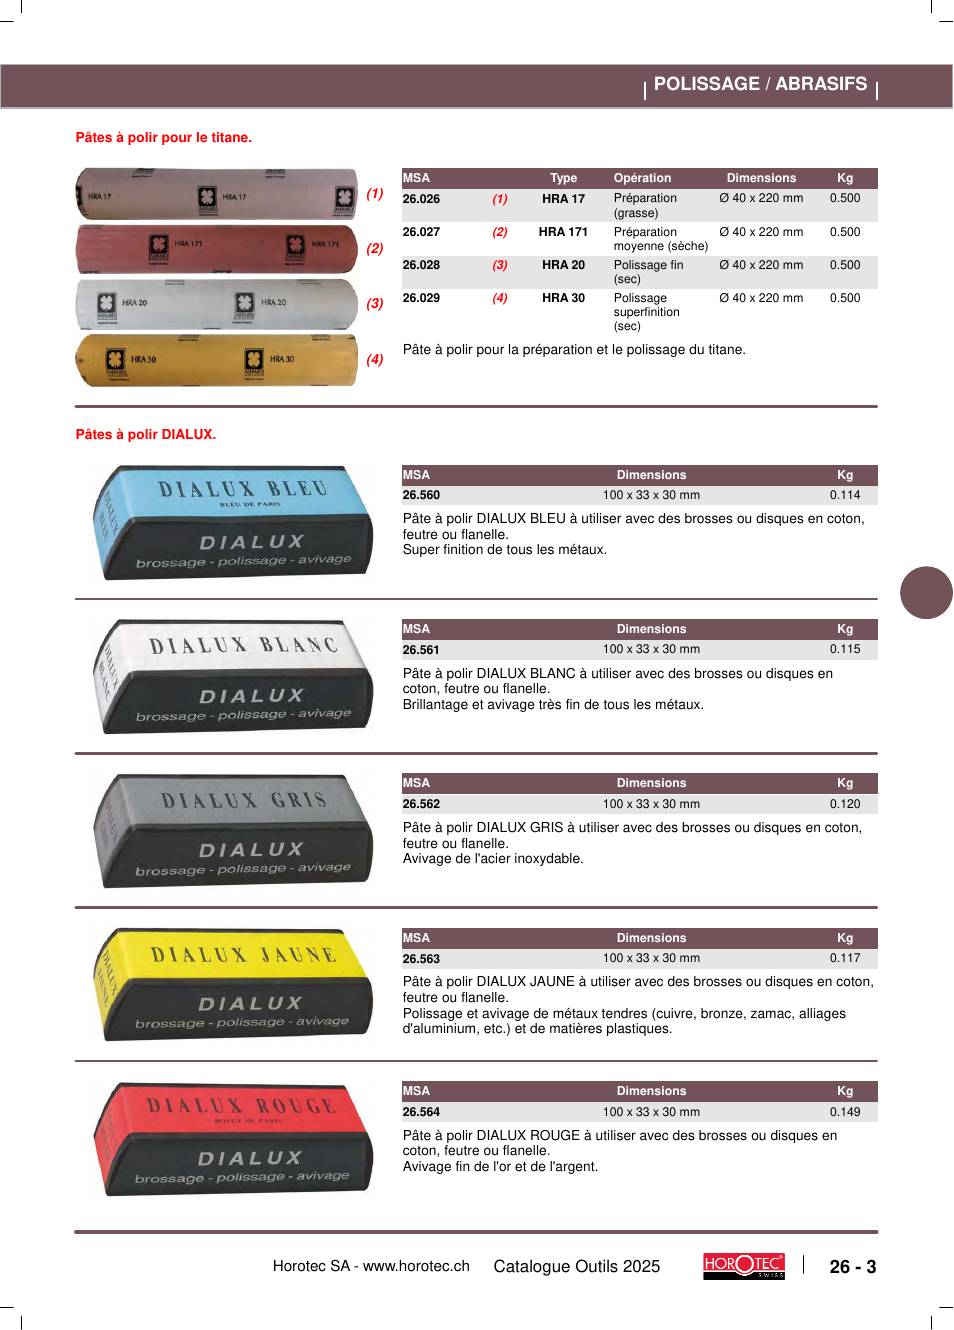 POLISSAGE / ABRASIFS
Pâtes à polir pour le titane.
HRA 17
HRA 17
(1)
HRA 171
HRA 171
(2)
HRA 20
HRA 20
(3)
HRA 30
HRA 30
(4)
MSA Type Opération Dimensions Kg
26.026 (1) HRA 17 Préparation Ø 40 x 220 mm 0.500
(grasse)
26.027 (2) HRA 171 Préparation Ø 40 x 220 mm 0.500
moyenne (sèche)
26.028 (3) HRA 20 Polissage fin Ø 40 x 220 mm 0.500
(sec)
26.029 (4) HRA 30 Polissage Ø 40 x 220 mm 0.500
superfinition
(sec)
Pâte à polir pour la préparation et le polissage du titane.
Pâtes à polir DIALUX.
DIALUX BLEU
BLEU DE PARIS
DIALUX
BLEU
DIALUX
brossage - polissage - avivage
MSA Dimensions Kg
26.560 100 x 33 x 30 mm 0.114
Pâte à polir DIALUX BLEU à utiliser avec des brosses ou disques en coton,
feutre ou flanelle.
Super finition de tous les métaux.
DIALUX BLANC
DIALUX
BLANC
DIALUX
brossage - polissage - avivage
MSA Dimensions Kg
26.561 100 x 33 x 30 mm 0.115
Pâte à polir DIALUX BLANC à utiliser avec des brosses ou disques en
coton, feutre ou flanelle.
Brillantage et avivage très fin de tous les métaux.
DIALUX GRIS
DIALUX
GRIS
DIALUX
brossage - polissage - avivage
MSA Dimensions Kg
26.562 100 x 33 x 30 mm 0.120
Pâte à polir DIALUX GRIS à utiliser avec des brosses ou disques en coton,
feutre ou flanelle.
Avivage de l'acier inoxydable.
DIALUX JAUNE
DIALUX
JAUNE
DIALUX
brossage - polissage - avivage
MSA Dimensions Kg
26.563 100 x 33 x 30 mm 0.117
Pâte à polir DIALUX JAUNE à utiliser avec des brosses ou disques en coton,
feutre ou flanelle.
Polissage et avivage de métaux tendres (cuivre, bronze, zamac, alliages
d'aluminium, etc.) et de matières plastiques.
DIALUX ROUGE
ROUGE DE PARIS
DIALUX
ROUGE
DIALUX
brossage - polissage - avivage
MSA Dimensions Kg
26.564 100 x 33 x 30 mm 0.149
Pâte à polir DIALUX ROUGE à utiliser avec des brosses ou disques en
coton, feutre ou flanelle.
Avivage fin de l'or et de l'argent.
Horotec SA - www.horotec.ch Catalogue Outils 2025 HOROTEC 26 - 3
SWISS